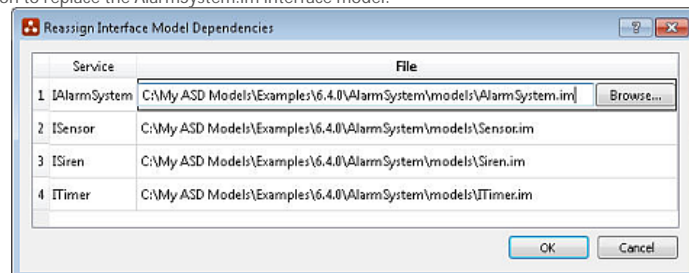 on to replace the AlarmSystem.im interface model.
Reassign Interface Model Dependencies
Service File
1 IAlarmSystem C:\My ASD Models\Examples\6.4.0\AlarmSystem\models\AlarmSystem.im Browse...
2 ISensor C:\My ASD Models\Examples\6.4.0\AlarmSystem\models\Sensor.im
3 ISiren C:\My ASD Models\Examples\6.4.0\AlarmSystem\models\Siren.im
4 ITimer C:\My ASD Models\Examples\6.4.0\AlarmSystem\models\ITimer.im
OK Cancel